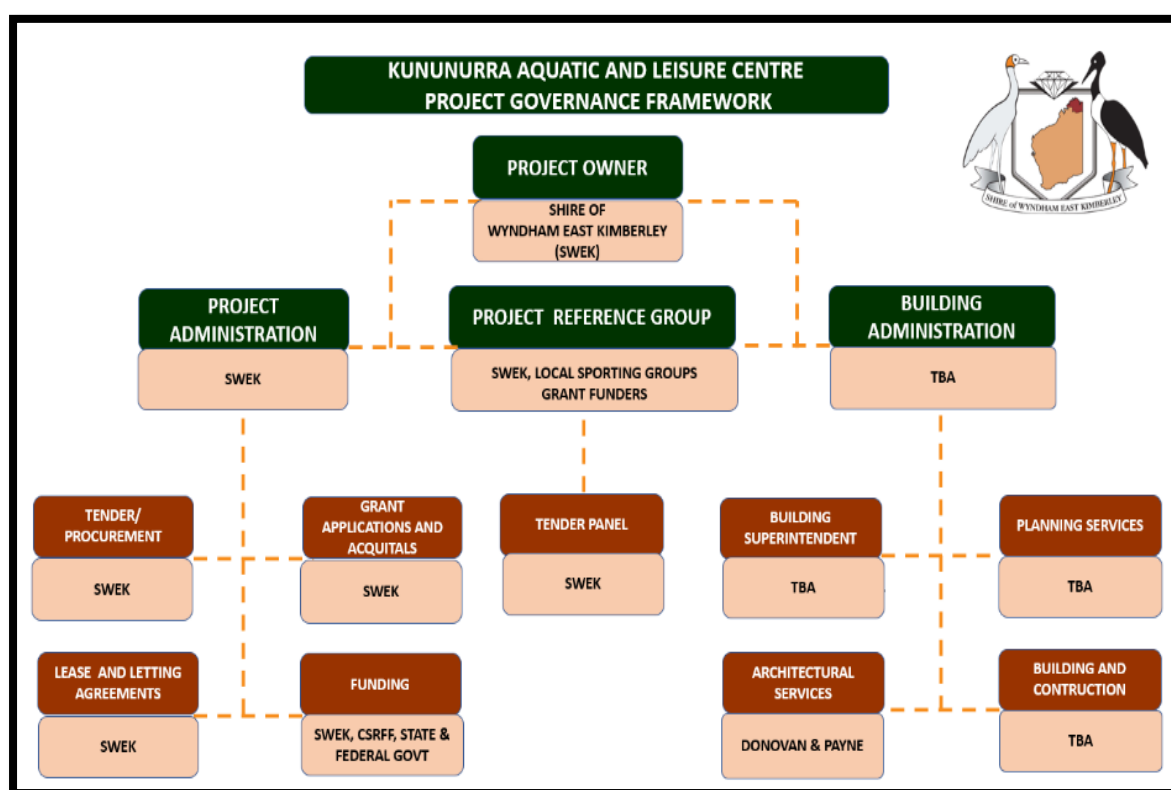 KUNUNURRA AQUATIC AND LEISURE CENTRE
PROJECT GOVERNANCE FRAMEWORK
SHIRE of WYNDHAM EAST KIMBERLEY
PROJECT OWNER
SHIRE OF
WYNDHAM EAST KIMBERLEY
(SWEK)
PROJECT
ADMINISTRATION
SWEK
PROJECT REFERENCE GROUP
SWEK, LOCAL SPORTING GROUPS
GRANT FUNDERS
BUILDING
ADMINISTRATION
TBA
TENDER/
PROCUREMENT
SWEK
GRANT
APPLICATIONS AND
ACQUITALS
SWEK
TENDER PANEL
SWEK
BUILDING
SUPERINTENDENT
TBA
PLANNING SERVICES
TBA
LEASE AND LETTING
AGREEMENTS
SWEK
FUNDING
SWEK, CSRFF, STATE &
FEDERAL GOVT
ARCHITECTURAL
SERVICES
DONOVAN & PAYNE
BUILDING AND
CONTRUCTION
TBA